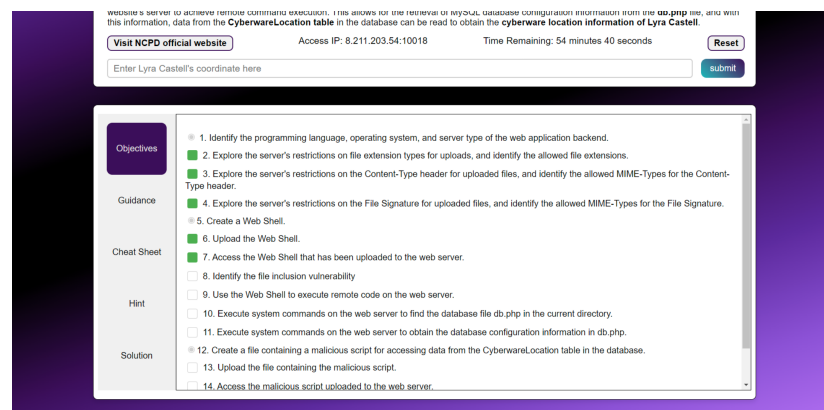 website's server to achieve remote command execution. This allows for the retrieval of MySQL database configuration information from the db.php file, and with
this information, data from the CyberwareLocation table in the database can be read to obtain the cyberware location information of Lyra Castell.
Visit NCPD official website Access IP: 8.211.203.54:10018 Time Remaining: 54 minutes 40 seconds Reset
Enter Lyra Castell's coordinate here submit
Objectives
Guidance
Cheat Sheet
Hint
Solution
1. Identify the programming language, operating system, and server type of the web application backend.
2. Explore the server's restrictions on file extension types for uploads, and identify the allowed file extensions.
3. Explore the server's restrictions on the Content-Type header for uploaded files, and identify the allowed MIME-Types for the Content-
Type header.
4. Explore the server's restrictions on the File Signature for uploaded files, and identify the allowed MIME-Types for the File Signature.
5. Create a Web Shell.
6. Upload the Web Shell.
7. Access the Web Shell that has been uploaded to the web server.
8. Identify the file inclusion vulnerability
9. Use the Web Shell to execute remote code on the web server.
10. Execute system commands on the web server to find the database file db.php in the current directory.
11. Execute system commands on the web server to obtain the database configuration information in db.php.
12. Create a file containing a malicious script for accessing data from the CyberwareLocation table in the database.
13. Upload the file containing the malicious script.
14. Access the malicious script uploaded to the web server.